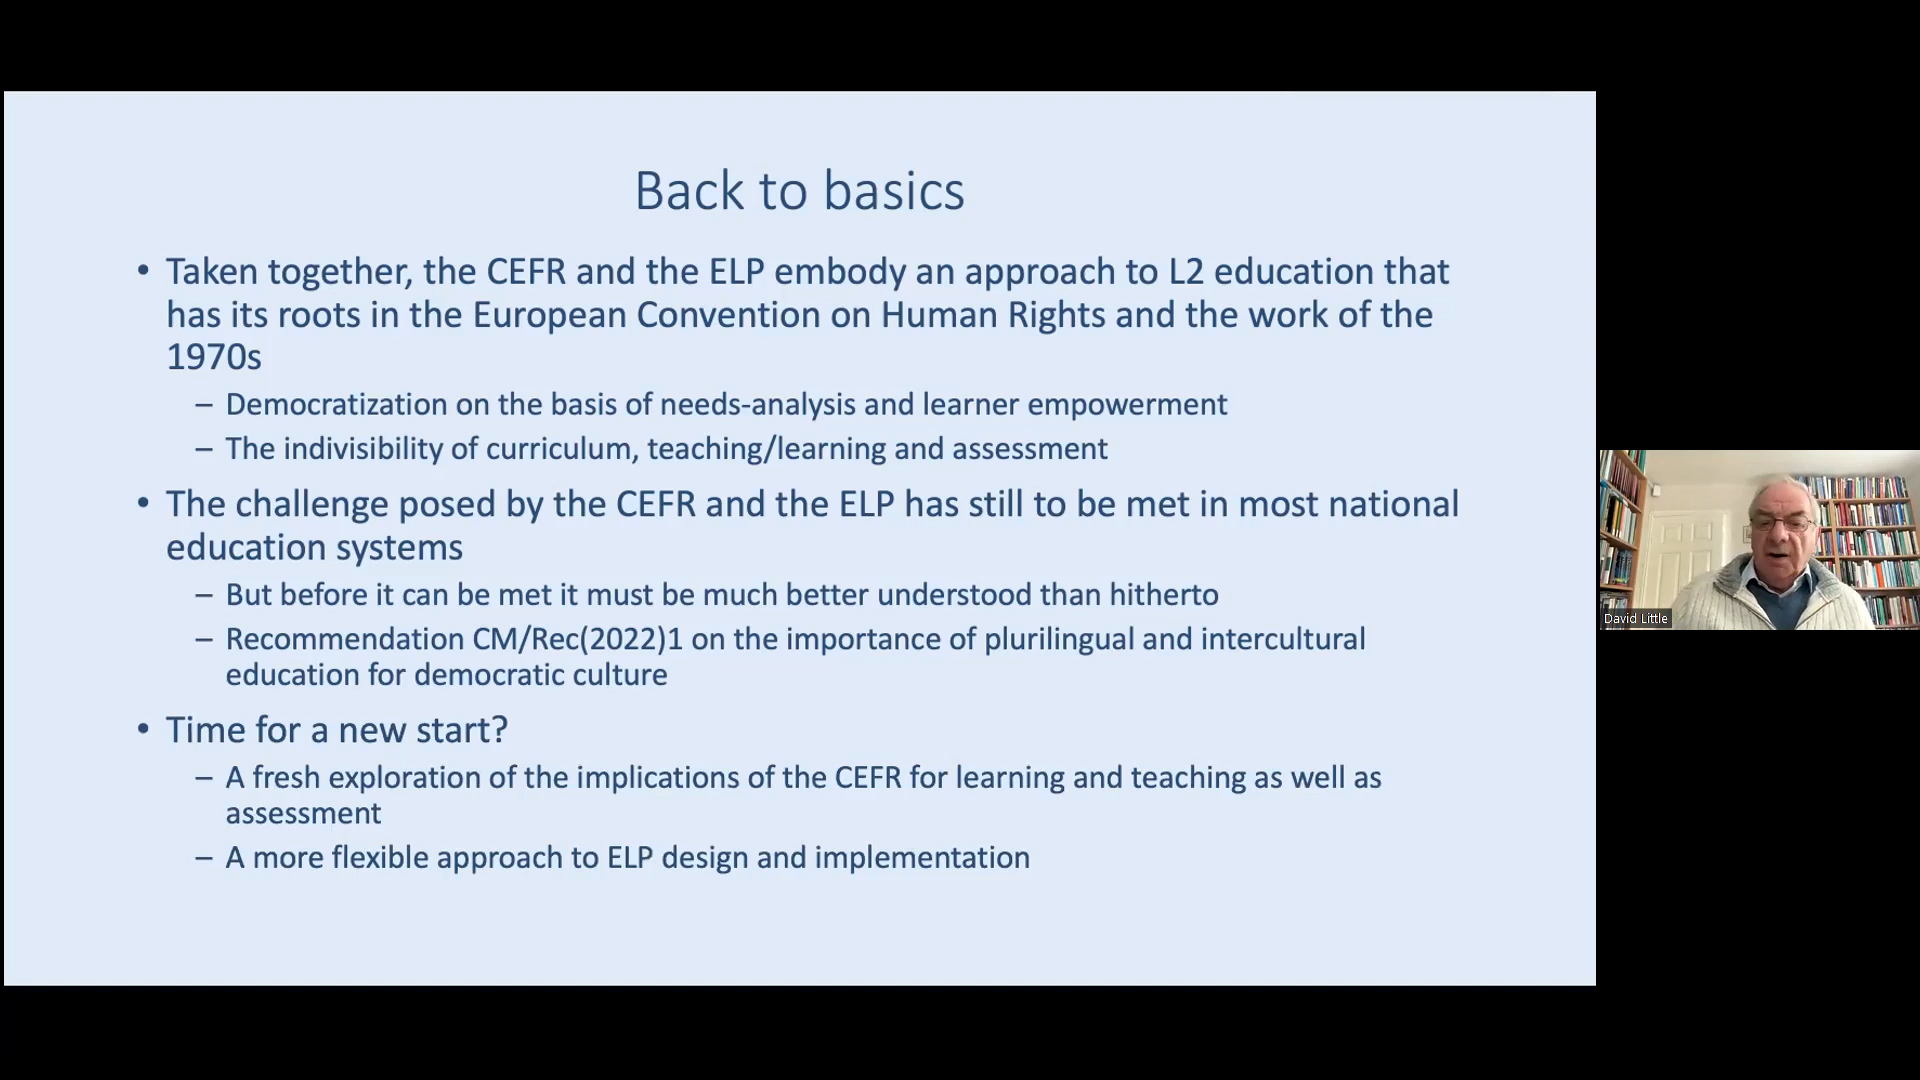 Back to basics
• Taken together, the CEFR and the ELP embody an approach to L2 education that
has its roots in the European Convention on Human Rights and the work of the
1970s
– Democratization on the basis of needs-analysis and learner empowerment
– The indivisibility of curriculum, teaching/learning and assessment
• The challenge posed by the CEFR and the ELP has still to be met in most national
education systems
– But before it can be met it must be much better understood than hitherto
– Recommendation CM/Rec(2022)1 on the importance of plurilingual and intercultural
education for democratic culture
• Time for a new start?
– A fresh exploration of the implications of the CEFR for learning and teaching as well as
assessment
– A more flexible approach to ELP design and implementation
David Little